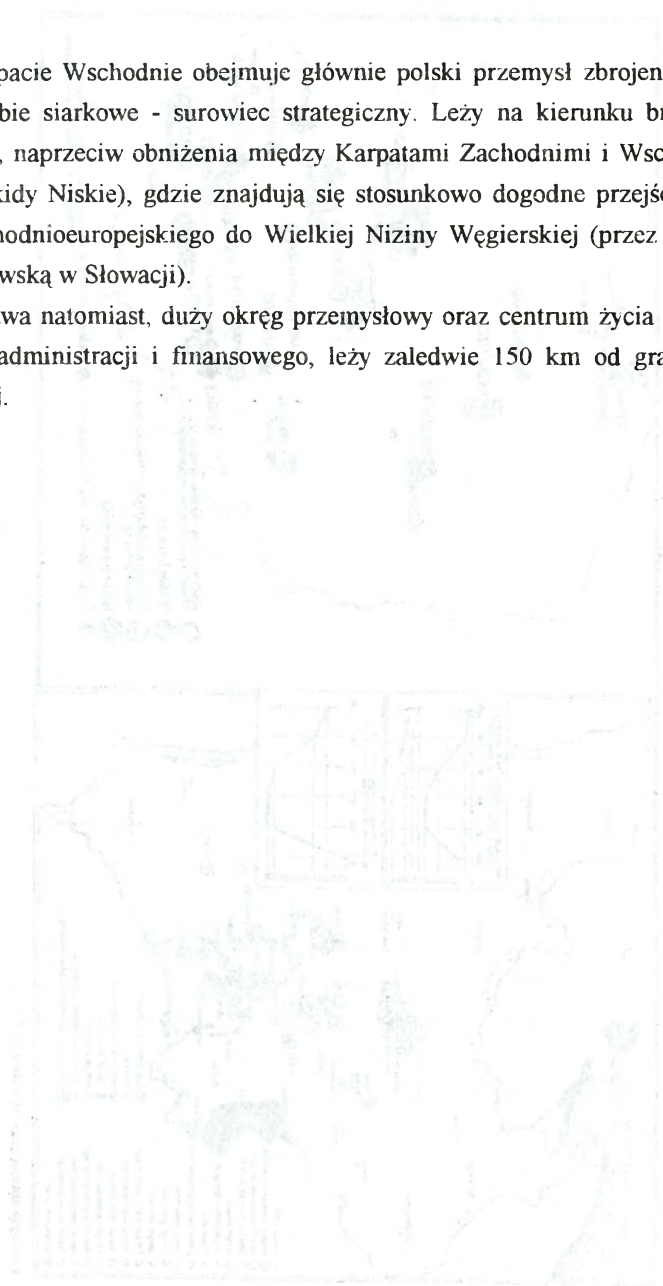 pacie Wschodnie obejmuje głównie polski przemysł zbrojen
bie siarkowe - surowiec strategiczny. Leży na kierunku br
, naprzeciw obniżenia między Karpatami Zachodnimi i Wsc
kidy Niskie), gdzie znajdują się stosunkowo dogodne przejś
hodnioeuropejskiego do Wielkiej Niziny Węgierskiej (przez
wską w Słowacji).
wa natomiast, duży okręg przemysłowy oraz centrum życia
administracji i finansowego, leży zaledwie 150 km od gra
j.